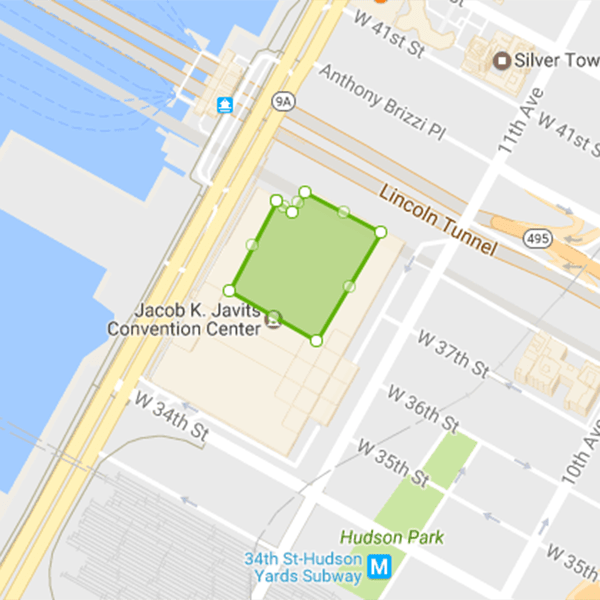 W 41st St
Silver Tow
9A
Anthony Brizzi Pl
11th Ave
W 41st S
Lincoln Tunnel
495
Jacob K. Javits
Convention Center
W 37th St
W 36th St
W 34th St
W 35th St
10th Ave
Hudson Park
34th St-Hudson
Yards Subway
M
W 35th